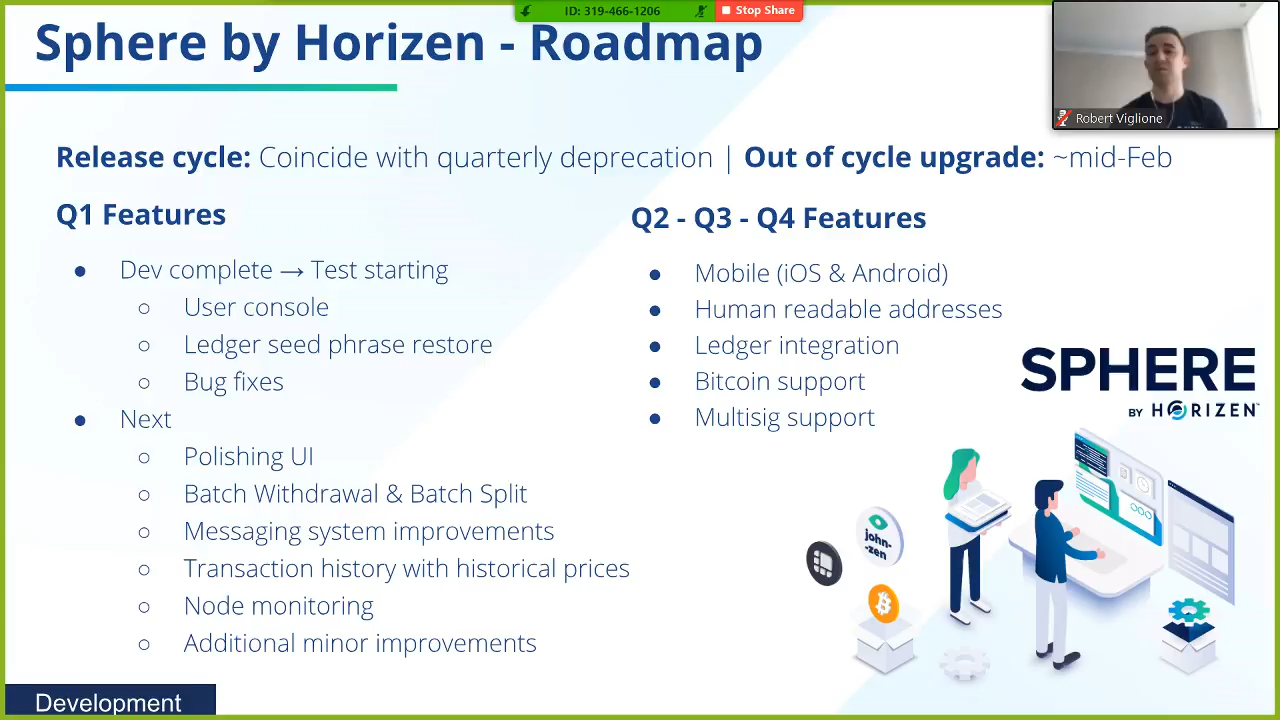 ID: 319-466-1206
Stop Share
Sphere by Horizen - Roadmap
Robert Viglione
Release cycle: Coincide with quarterly deprecation | Out of cycle upgrade: ~mid-Feb
Q1 Features
● Dev complete → Test starting
○ User console
○ Ledger seed phrase restore
○ Bug fixes
● Next
○ Polishing UI
○ Batch Withdrawal & Batch Split
○ Messaging system improvements
○ Transaction history with historical prices
○ Node monitoring
○ Additional minor improvements
Q2 - Q3 - Q4 Features
● Mobile (iOS & Android)
● Human readable addresses
● Ledger integration
● Bitcoin support
● Multisig support
SPHERE
BY HORIZEN™
john-
-zen
Development